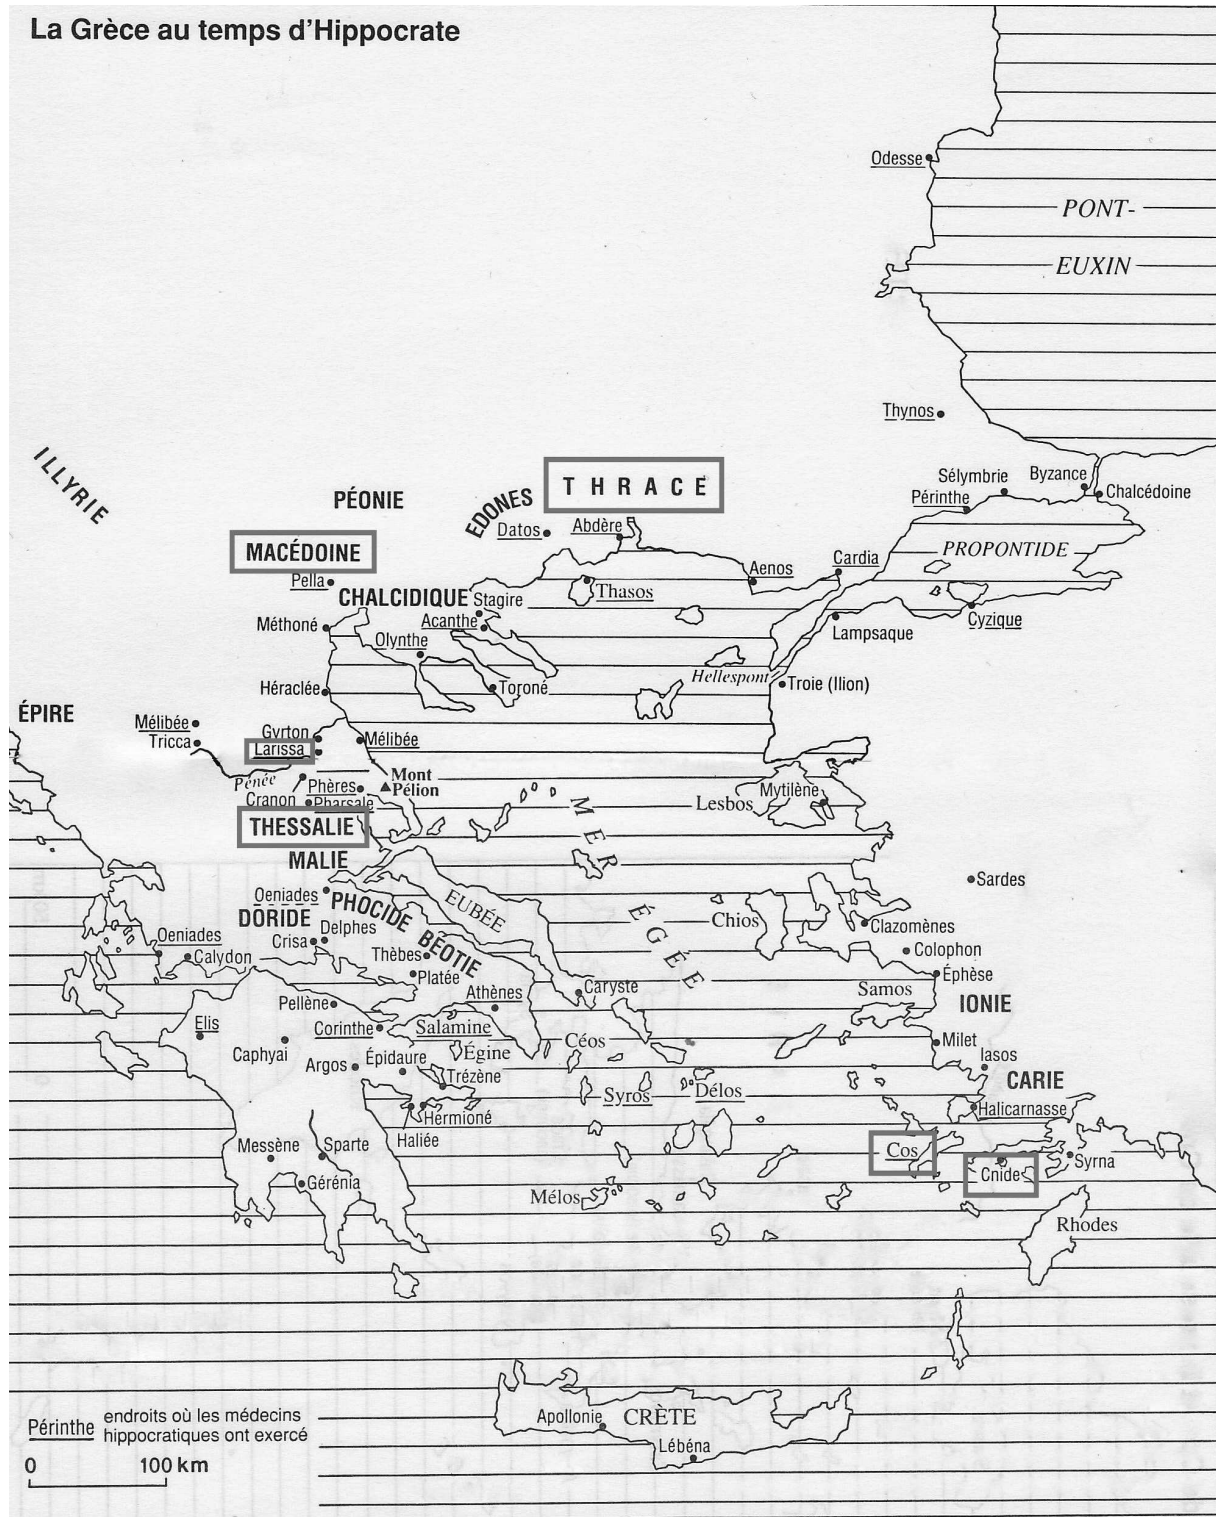 La Grèce au temps d'Hippocrate
Odesse
PONT-
EUXIN
Thynos
ILLYRIE
PÉONIE
EDONES
THRACE
Sélymbrie
Byzance
Périnthe
Chalcédoine
Datos
Abdère
MACÉDOINE
PROPONTIDE
Pella
Aenos
Cardia
CHALCIDIQUE
Stagire
Thasos
Méthoné
Acanthe
Olynthe
Lampsaque
Cyzique
Hellespont
Troie (Ilion)
Héraclée
Toroné
ÉPIRE
Mélibée
Tricca
Gyrton
Larissa
Mélibée
Pénée
Cranon
Phères
Pharsale
Mont
Pélion
MER
Lesbos
Mytilène
THESSALIE
MALIE
Sardes
Oeniades
PHOCIDE
EUBÉE
ÉGÉE
Chios
DORIDE
Delphes
Crisa
BÉOTIE
Clazomènes
Oeniades
Calydon
Thèbes
Platée
Colophon
Éphèse
Caryste
Samos
Athènes
IONIE
Pellène
Elis
Corinthe
Salamine
Céos
Milet
Caphyai
Égine
Argos
Épidaure
Iasos
Trézène
CARIE
Syros
Délos
Hermioné
Haliée
Halicarnasse
Messène
Sparte
Cos
Syrna
Gérénia
Cnide
Mélos
Rhodes
Apollonie
CRÈTE
Lébéna
Périnthe endroits où les médecins
hippocratiques ont exercé
0 100 km